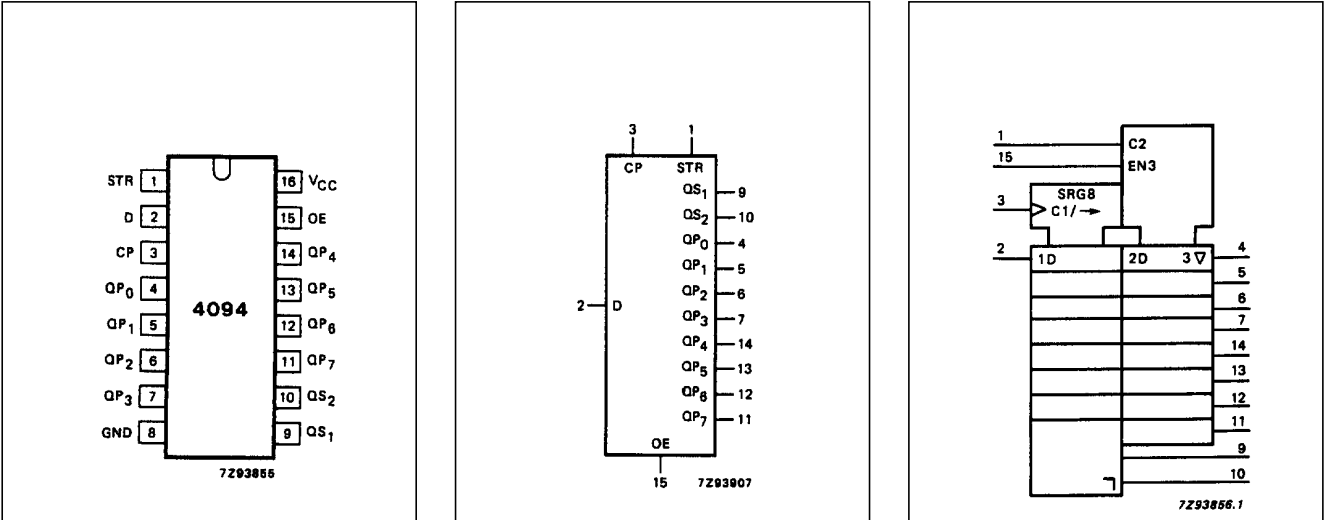 STR 1 16 VCC
D 2 15 OE
CP 3 14 QP4
QP0 4 13 QP5
4094
QP1 5 12 QP6
QP2 6 11 QP7
QP3 7 10 QS2
GND 8 9 QS1
7Z93855
3 1
CP STR
QS1 9
QS2 10
QP0 4
QP1 5
QP2 6
2 D
QP3 7
QP4 14
QP5 13
QP6 12
QP7 11
OE
15 7Z93907
1 C2
15 EN3
SRG8
3 C1/→
2 1D 2D 3▽ 4
5
6
7
14
13
12
11
9
10
7Z93856.1